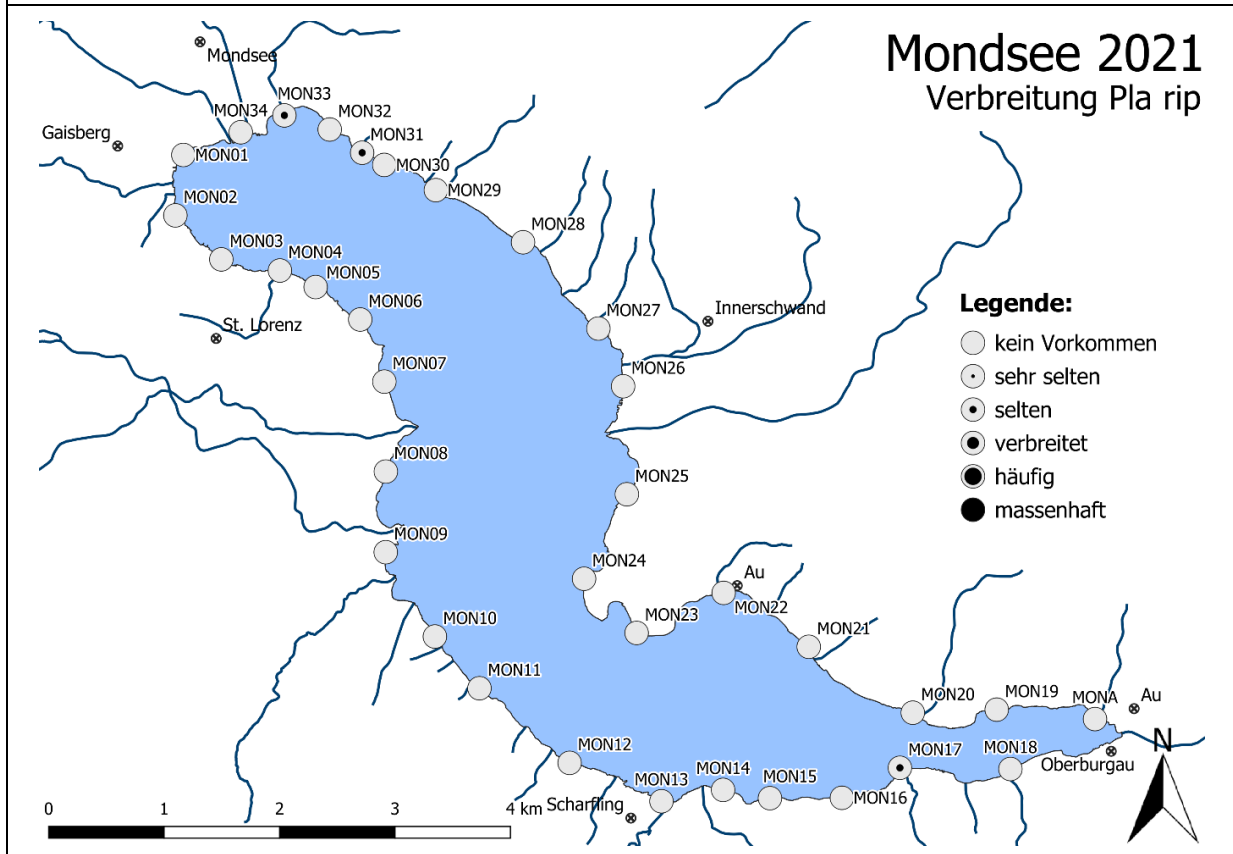 Mondsee 2021
Verbreitung Pla rip
Mondsee
MON33
MON34
MON32
Gaisberg
MON31
MON01
MON30
MON29
MON02
MON28
MON03
MON04
MON05
MON06
MON27
Innerschwand
St. Lorenz
MON07
MON26
Legende:
kein Vorkommen
sehr selten
selten
verbreitet
häufig
massenhaft
MON08
MON25
MON09
MON24
Au
MON22
MON23
MON10
MON21
MON11
MON20
MON19
MONA
Au
N
MON12
MON17
MON18
Oberburgau
MON13
MON14
MON15
MON16
Scharfling
0 1 2 3 4 km